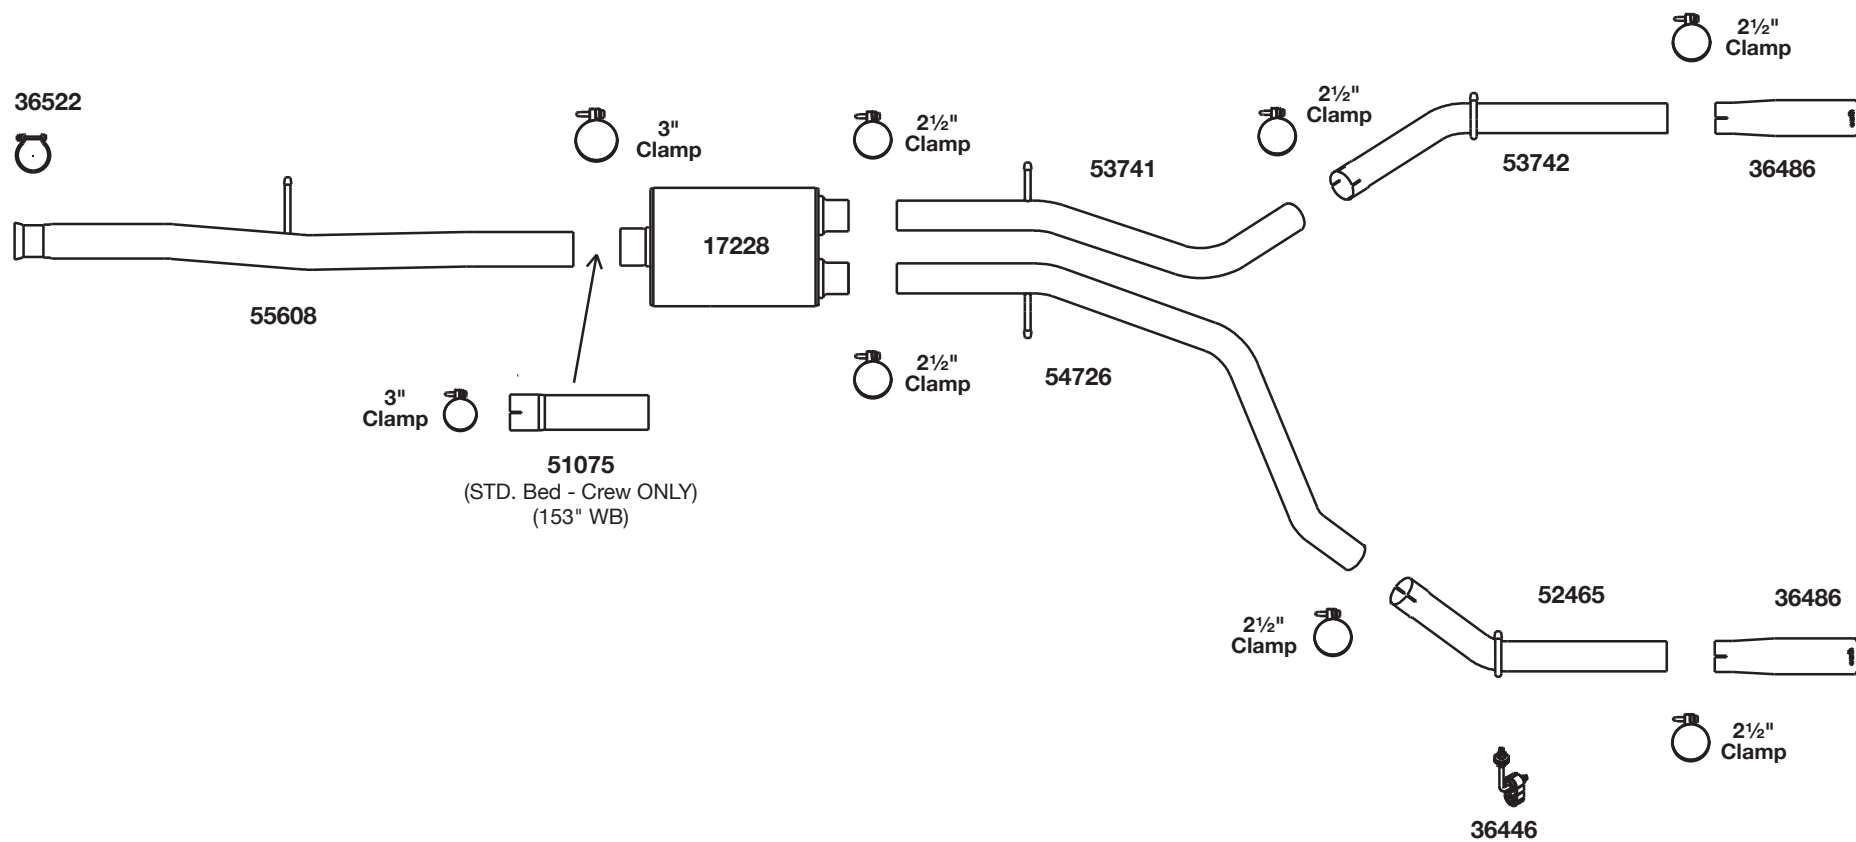 2½"
Clamp
36522
2½"
Clamp
3"
Clamp
2½"
Clamp
53741
53742
36486
17228
55608
54726
2½"
Clamp
3"
Clamp
51075
(STD. Bed - Crew ONLY)
(153" WB)
52465
36486
2½"
Clamp
2½"
Clamp
36446